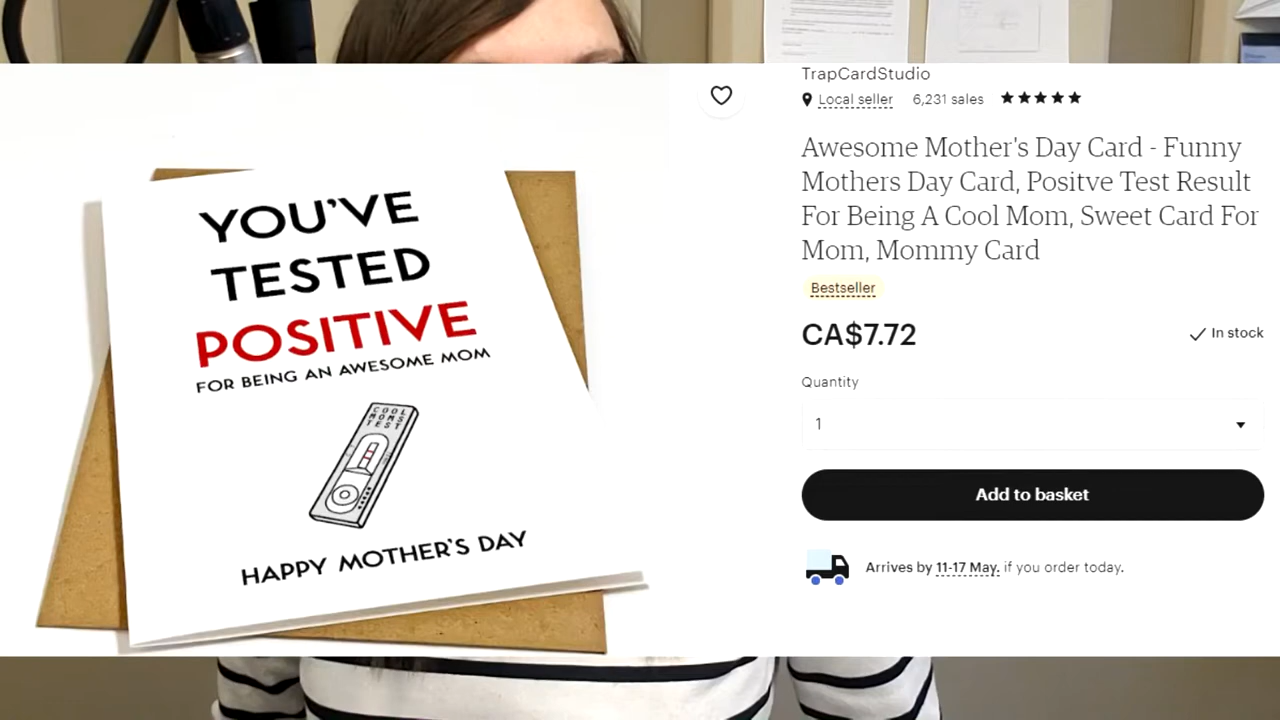 YOU'VE
TESTED
POSITIVE
FOR BEING AN AWESOME MOM
COOL
MOMS
TEST
HAPPY MOTHER'S DAY
TrapCardStudio
Local seller 6,231 sales
Awesome Mother's Day Card - Funny
Mothers Day Card, Positve Test Result
For Being A Cool Mom, Sweet Card For
Mom, Mommy Card
Bestseller
CA$7.72
In stock
Quantity
1
Add to basket
Arrives by 11-17 May. if you order today.